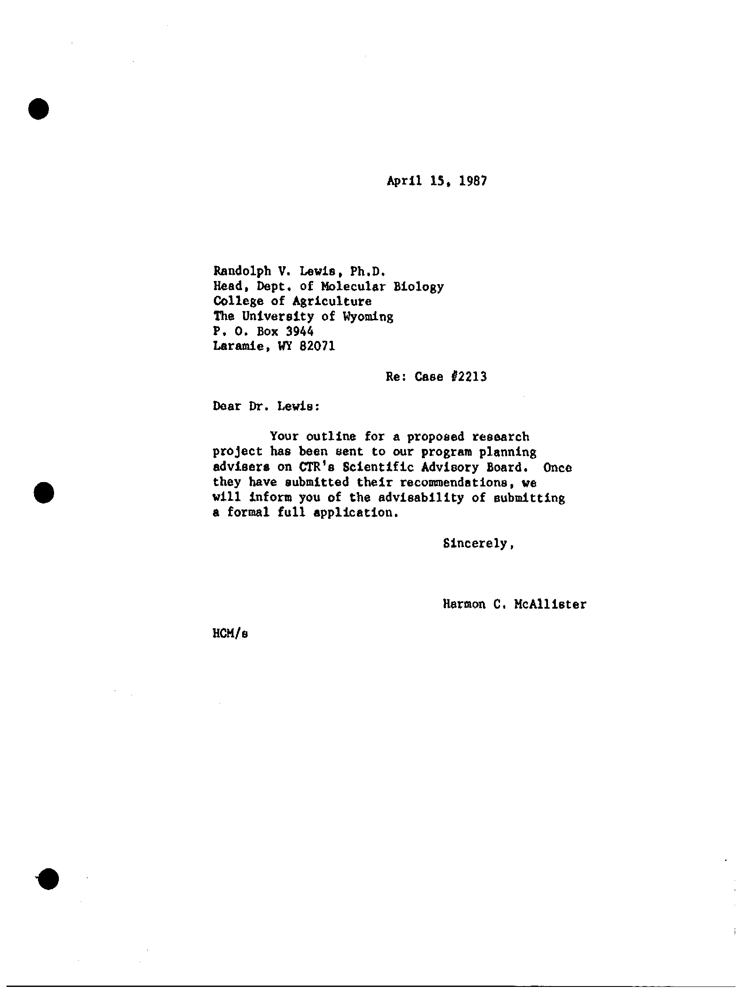 April 15, 1987
Randolph V. Lewis, Ph.D.
Head, Dept. of Molecular Biology
College of Agriculture
The University of Wyoming
P. O. Box 3944
Laramie, WY 82071
Re: Case #2213
Dear Dr. Lewis:
Your outline for a proposed research
project has been sent to our program planning
advisers on CTR's Scientific Advisory Board. Once
they have submitted their recommendations, we
will inform you of the advisability of submitting
a formal full application.
Sincerely,
Harmon C. McAllister
HCM/s